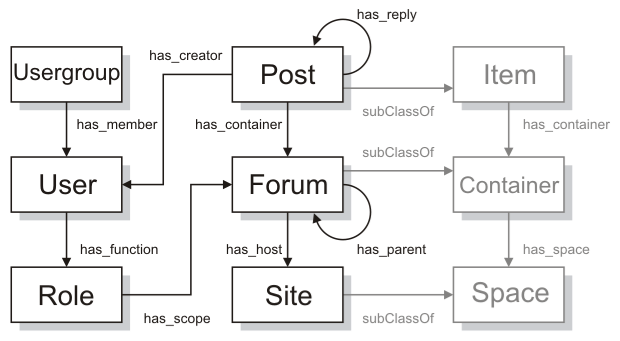 has_reply
Usergroup
has_creator
Post
Item
subClassOf
has_member
has_container
has_container
subClassOf
User
Forum
Container
has_function
has_host
has_parent
has_space
Role
Site
Space
has_scope
subClassOf